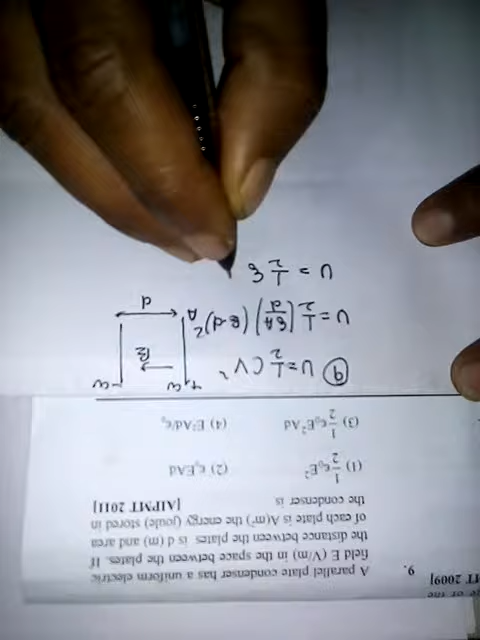 MT 2009]
9. A parallel plate condenser has a uniform electric
field E (V/m) in the space between the plates. If
the distance between the plates is d (m) and area
of each plate is A(m²) the energy (joule) stored in
the condenser is [AIPMT 2011]
(1) 1/2 ε₀E² (2) ε₀EAd
(3) 1/2 ε₀E²Ad (4) E²Ad/ε₀
9 U = 1/2 CV²
U = 1/2 (εA/d) (E·d)²
U = 1/2 ε
+w -w
E
A d